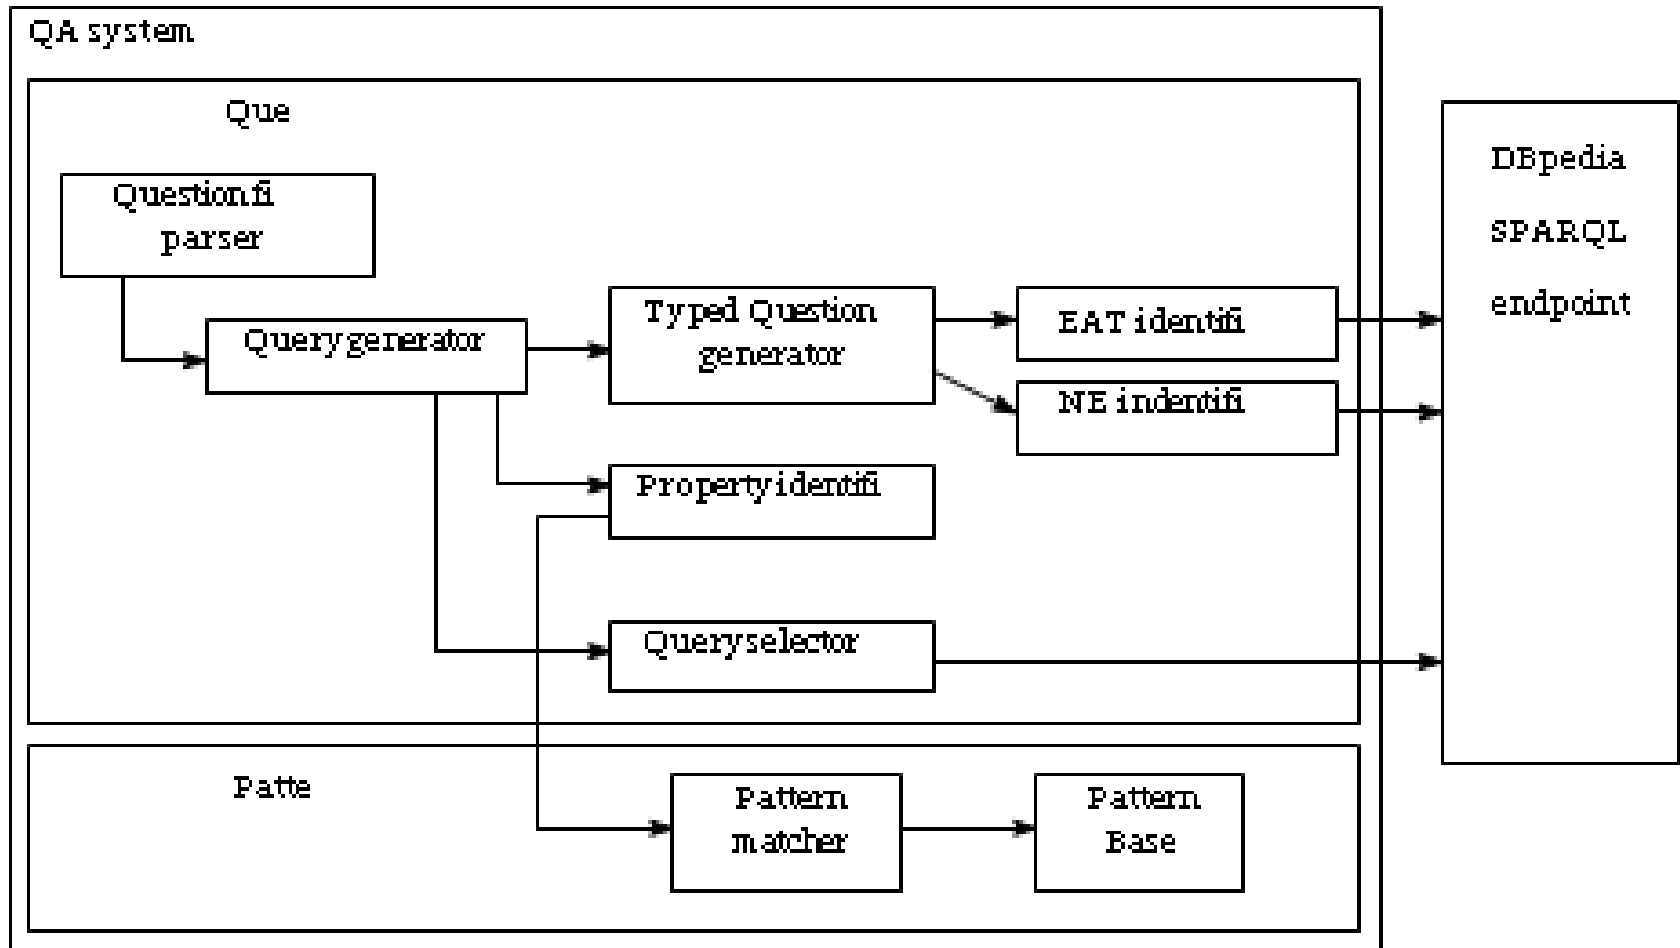 QA system
Que
Question fi
parser
Query generator
Typed Question
generator
EAT identifi
NE indentifi
Property identifi
Query selector
DBpedia
SPARQL
endpoint
Patte
Pattern
matcher
Pattern
Base